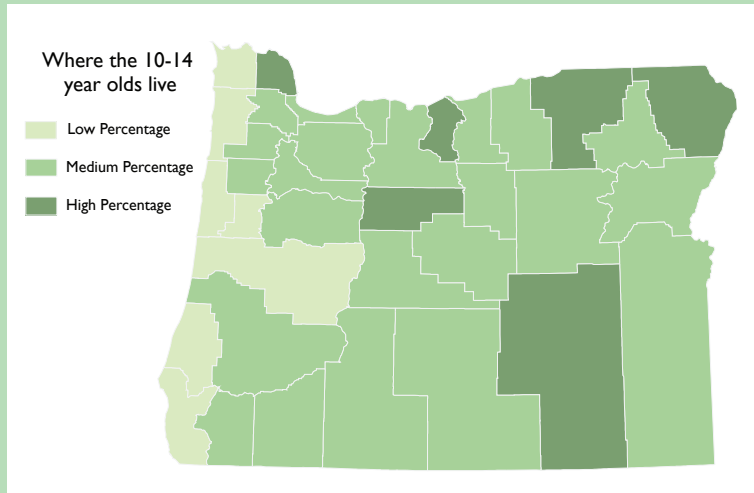 Where the 10-14
year olds live
Low Percentage
Medium Percentage
High Percentage